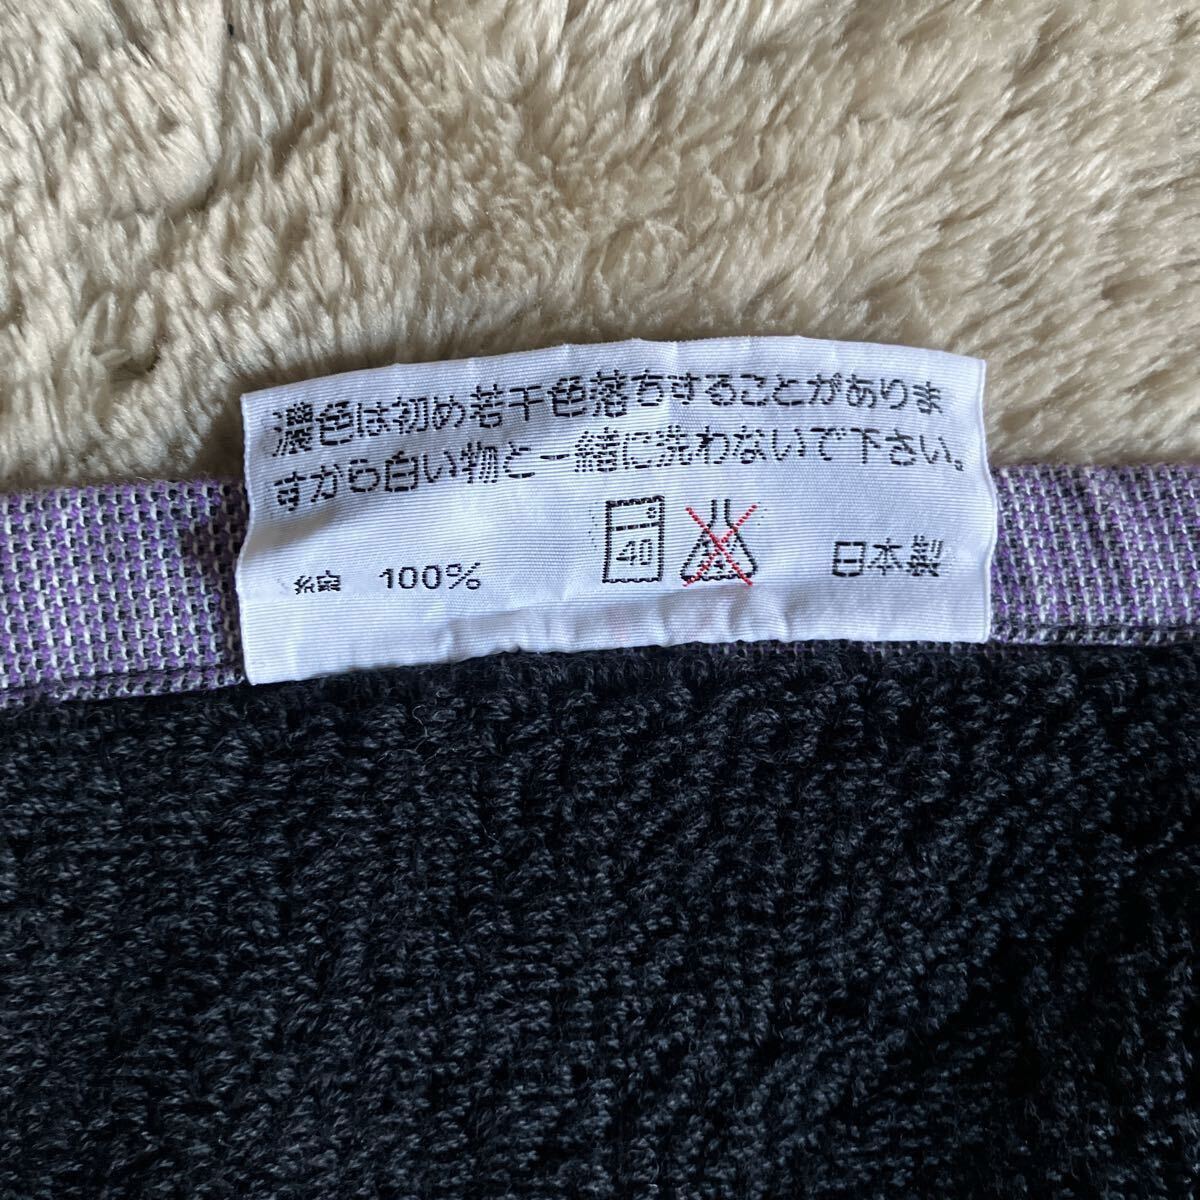 濃色は初め若干色落ちすることがありま
すから白い物と一緒に洗わないで下さい。
綿 100% 40 日本製